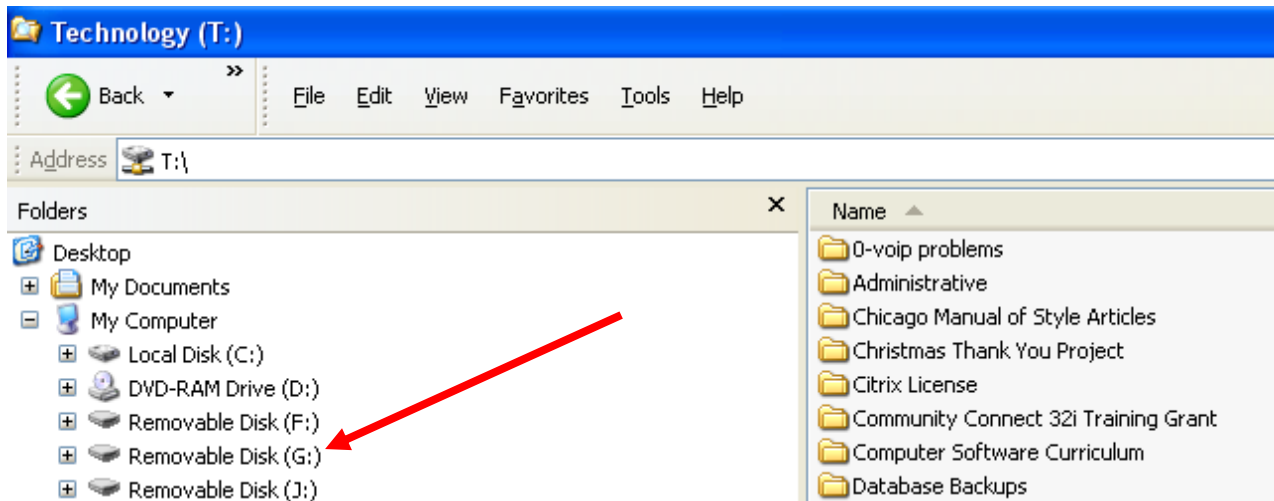 Technology (T:)
Back » File Edit View Favorites Tools Help
Address T:\
Folders × Name
Desktop
My Documents
My Computer
Local Disk (C:)
DVD-RAM Drive (D:)
Removable Disk (F:)
Removable Disk (G:)
Removable Disk (J:)
0-voip problems
Administrative
Chicago Manual of Style Articles
Christmas Thank You Project
Citrix License
Community Connect 32i Training Grant
Computer Software Curriculum
Database Backups